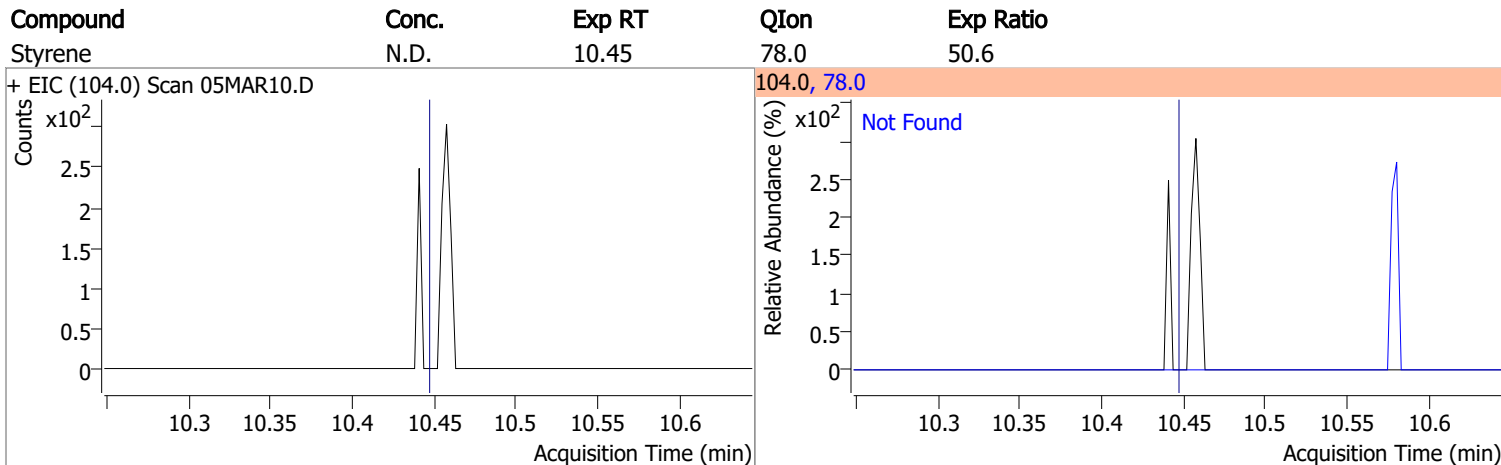 Compound Conc. Exp RT QIon Exp Ratio
Styrene N.D. 10.45 78.0 50.6
+ EIC (104.0) Scan 05MAR10.D
Counts
x10²
2.5
2
1.5
1
0.5
0
10.3 10.35 10.4 10.45 10.5 10.55 10.6
Acquisition Time (min)
104.0, 78.0
Relative Abundance (%)
x10²
Not Found
2.5
2
1.5
1
0.5
0
10.3 10.35 10.4 10.45 10.5 10.55 10.6
Acquisition Time (min)